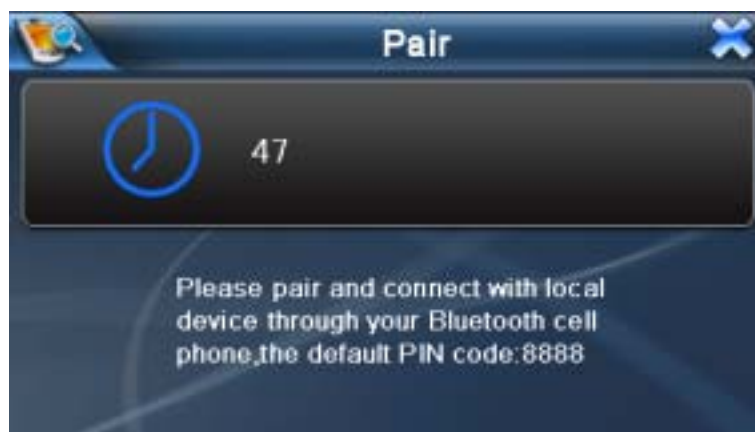 Pair
47
Please pair and connect with local
device through your Bluetooth cell
phone,the default PIN code:8888